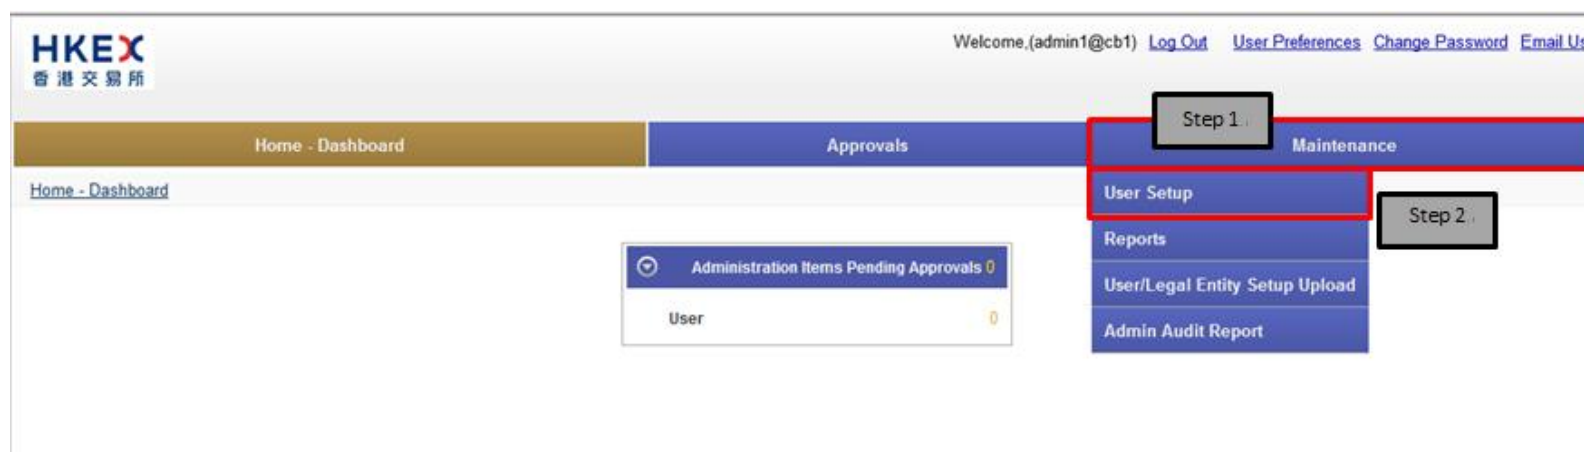 HKEX
香港交易所
Welcome,(admin1@cb1) Log Out User Preferences Change Password Email Us
Step 1.
Home - Dashboard Approvals Maintenance
Home - Dashboard
User Setup
Step 2.
Reports
Administration Items Pending Approvals 0
User/Legal Entity Setup Upload
User 0
Admin Audit Report